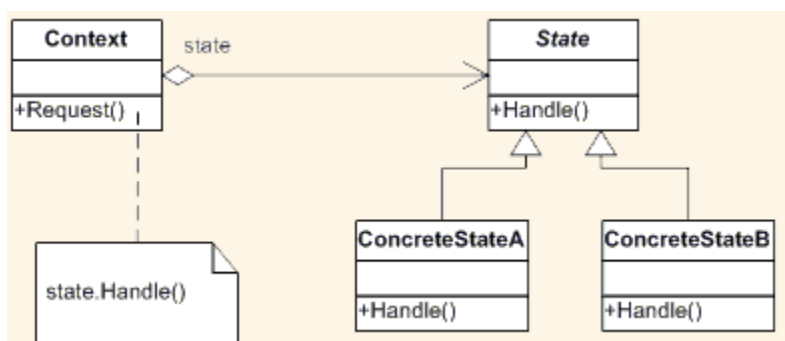 Context
state
State
+Request()
+Handle()
state.Handle()
ConcreteStateA
ConcreteStateB
+Handle()
+Handle()